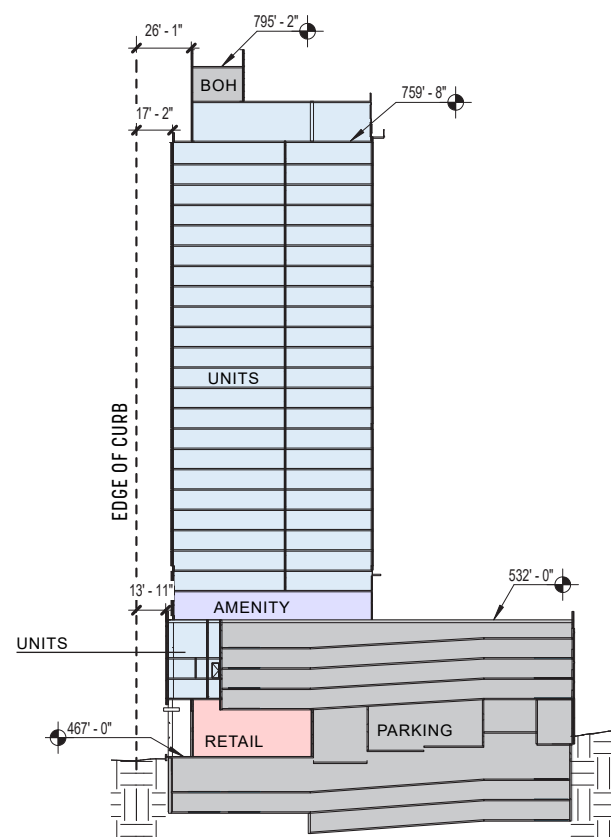 26' - 1"
795' - 2"
BOH
759' - 8"
17' - 2"
UNITS
EDGE OF CURB
532' - 0"
13' - 11"
AMENITY
UNITS
467' - 0"
RETAIL
PARKING